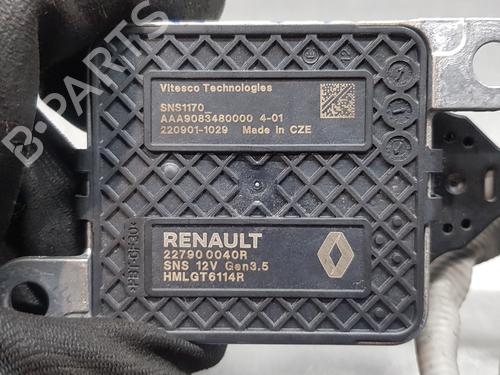 B-PARTS
Vitesco Technologies
SNS1170
AAA9083480000 4-01
220901-1029 Made in CZE
RENAULT
227900040R
SNS 12V Gen3.5
HMLGT6114R